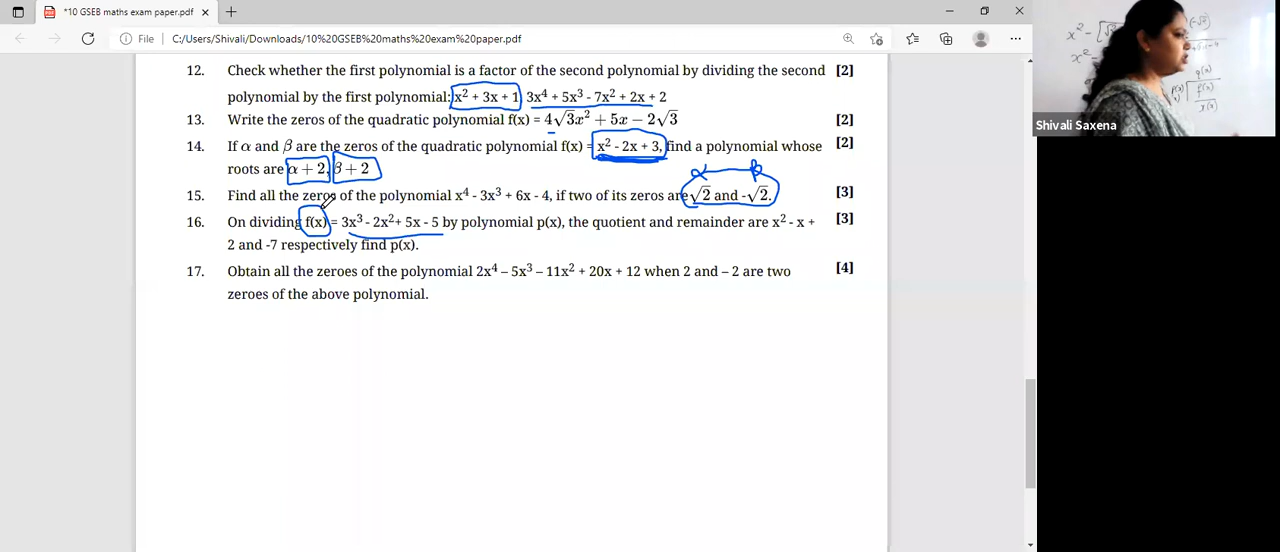 *10 GSEB maths exam paper.pdf
File C:/Users/Shivali/Downloads/10%20GSEB%20maths%20exam%20paper.pdf
12. Check whether the first polynomial is a factor of the second polynomial by dividing the second [2]
polynomial by the first polynomial: x² + 3x + 1, 3x⁴ + 5x³ - 7x² + 2x + 2
13. Write the zeros of the quadratic polynomial f(x) = 4√3x² + 5x − 2√3 [2]
14. If α and β are the zeros of the quadratic polynomial f(x) = x² - 2x + 3, find a polynomial whose [2]
roots are α + 2, β + 2
α β
15. Find all the zeros of the polynomial x⁴ - 3x³ + 6x - 4, if two of its zeros are √2 and -√2. [3]
16. On dividing f(x) = 3x³ - 2x² + 5x - 5 by polynomial p(x), the quotient and remainder are x² - x + [3]
2 and -7 respectively find p(x).
17. Obtain all the zeroes of the polynomial 2x⁴ – 5x³ – 11x² + 20x + 12 when 2 and – 2 are two [4]
zeroes of the above polynomial.
x² -
x²
q(x)
f(x)
r(x)
Shivali Saxena